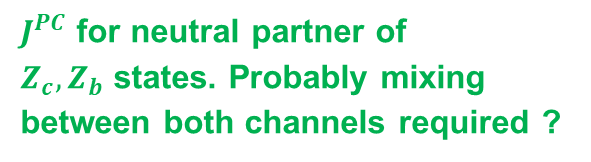 J^{PC} for neutral partner of
Z_c, Z_b states. Probably mixing
between both channels required ?